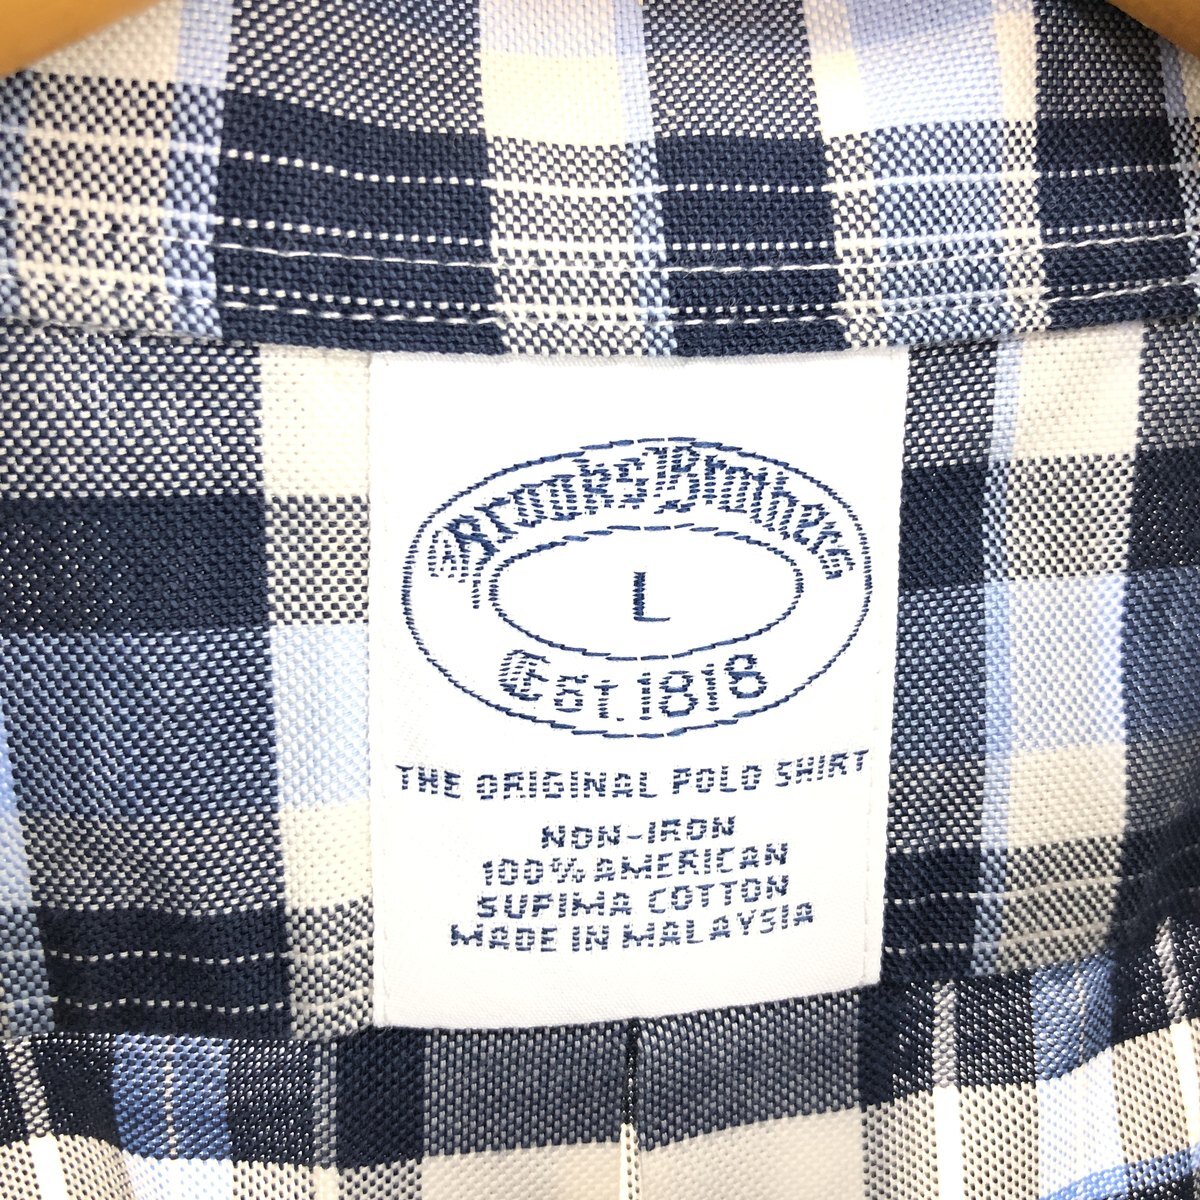 Brooks Brothers
L
Est. 1818
THE ORIGINAL POLO SHIRT
NON-IRON
100% AMERICAN
SUPIMA COTTON
MADE IN MALAYSIA